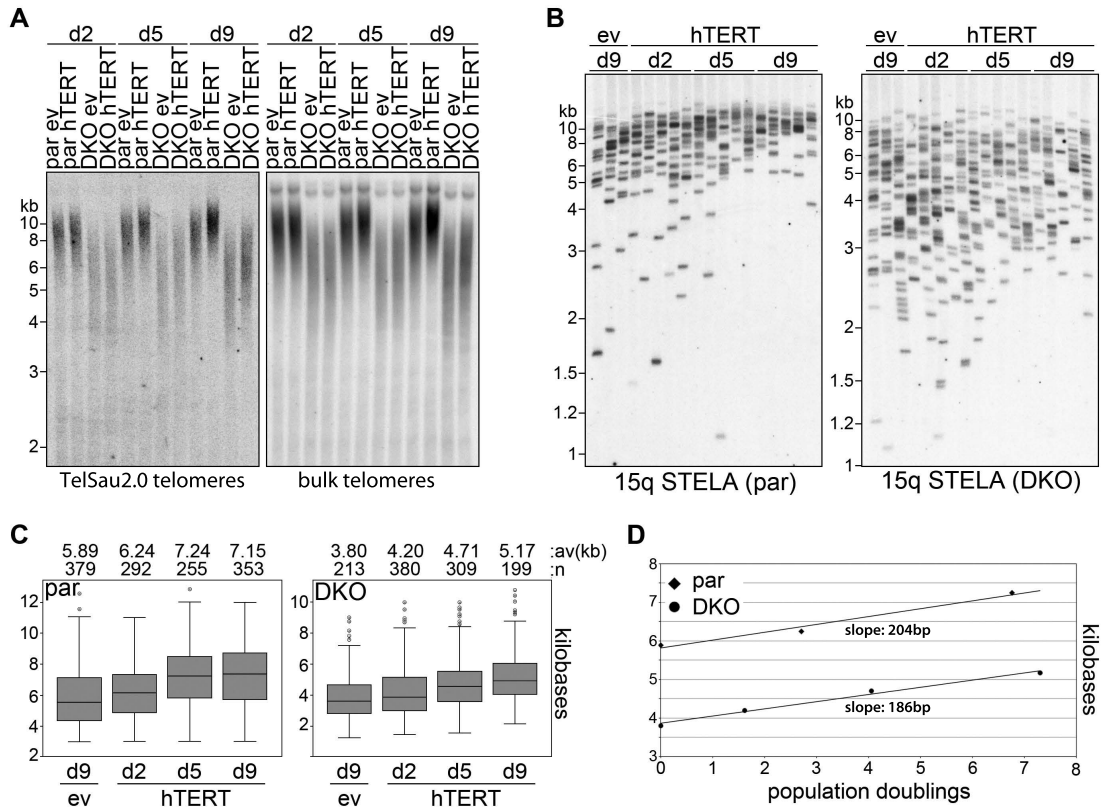 A
d2 d5 d9
par ev
par hTERT
DKO ev
DKO hTERT
par ev
par hTERT
DKO ev
DKO hTERT
par ev
par hTERT
DKO ev
DKO hTERT
kb
10
8
6
5
4
3
2
TelSau2.0 telomeres
d2 d5 d9
par ev
par hTERT
DKO ev
DKO hTERT
par ev
par hTERT
DKO ev
DKO hTERT
par ev
par hTERT
DKO ev
DKO hTERT
bulk telomeres
B
ev hTERT
d9 d2 d5 d9
kb
10
8
6
5
4
3
2
1.5
1.2
1
15q STELA (par)
ev hTERT
d9 d2 d5 d9
kb
10
8
6
5
4
3
2
1.5
1.2
1
15q STELA (DKO)
C
5.89 6.24 7.24 7.15
379 292 255 353
par
12
10
8
6
4
2
d9 d2 d5 d9
ev hTERT
3.80 4.20 4.71 5.17 :av(kb)
213 380 309 199 :n
DKO
12
10
8
6
4
2
kilobases
d9 d2 d5 d9
ev hTERT
D
8
7
6
5
4
3
par
DKO
slope: 204bp
slope: 186bp
kilobases
0 1 2 3 4 5 6 7 8
population doublings